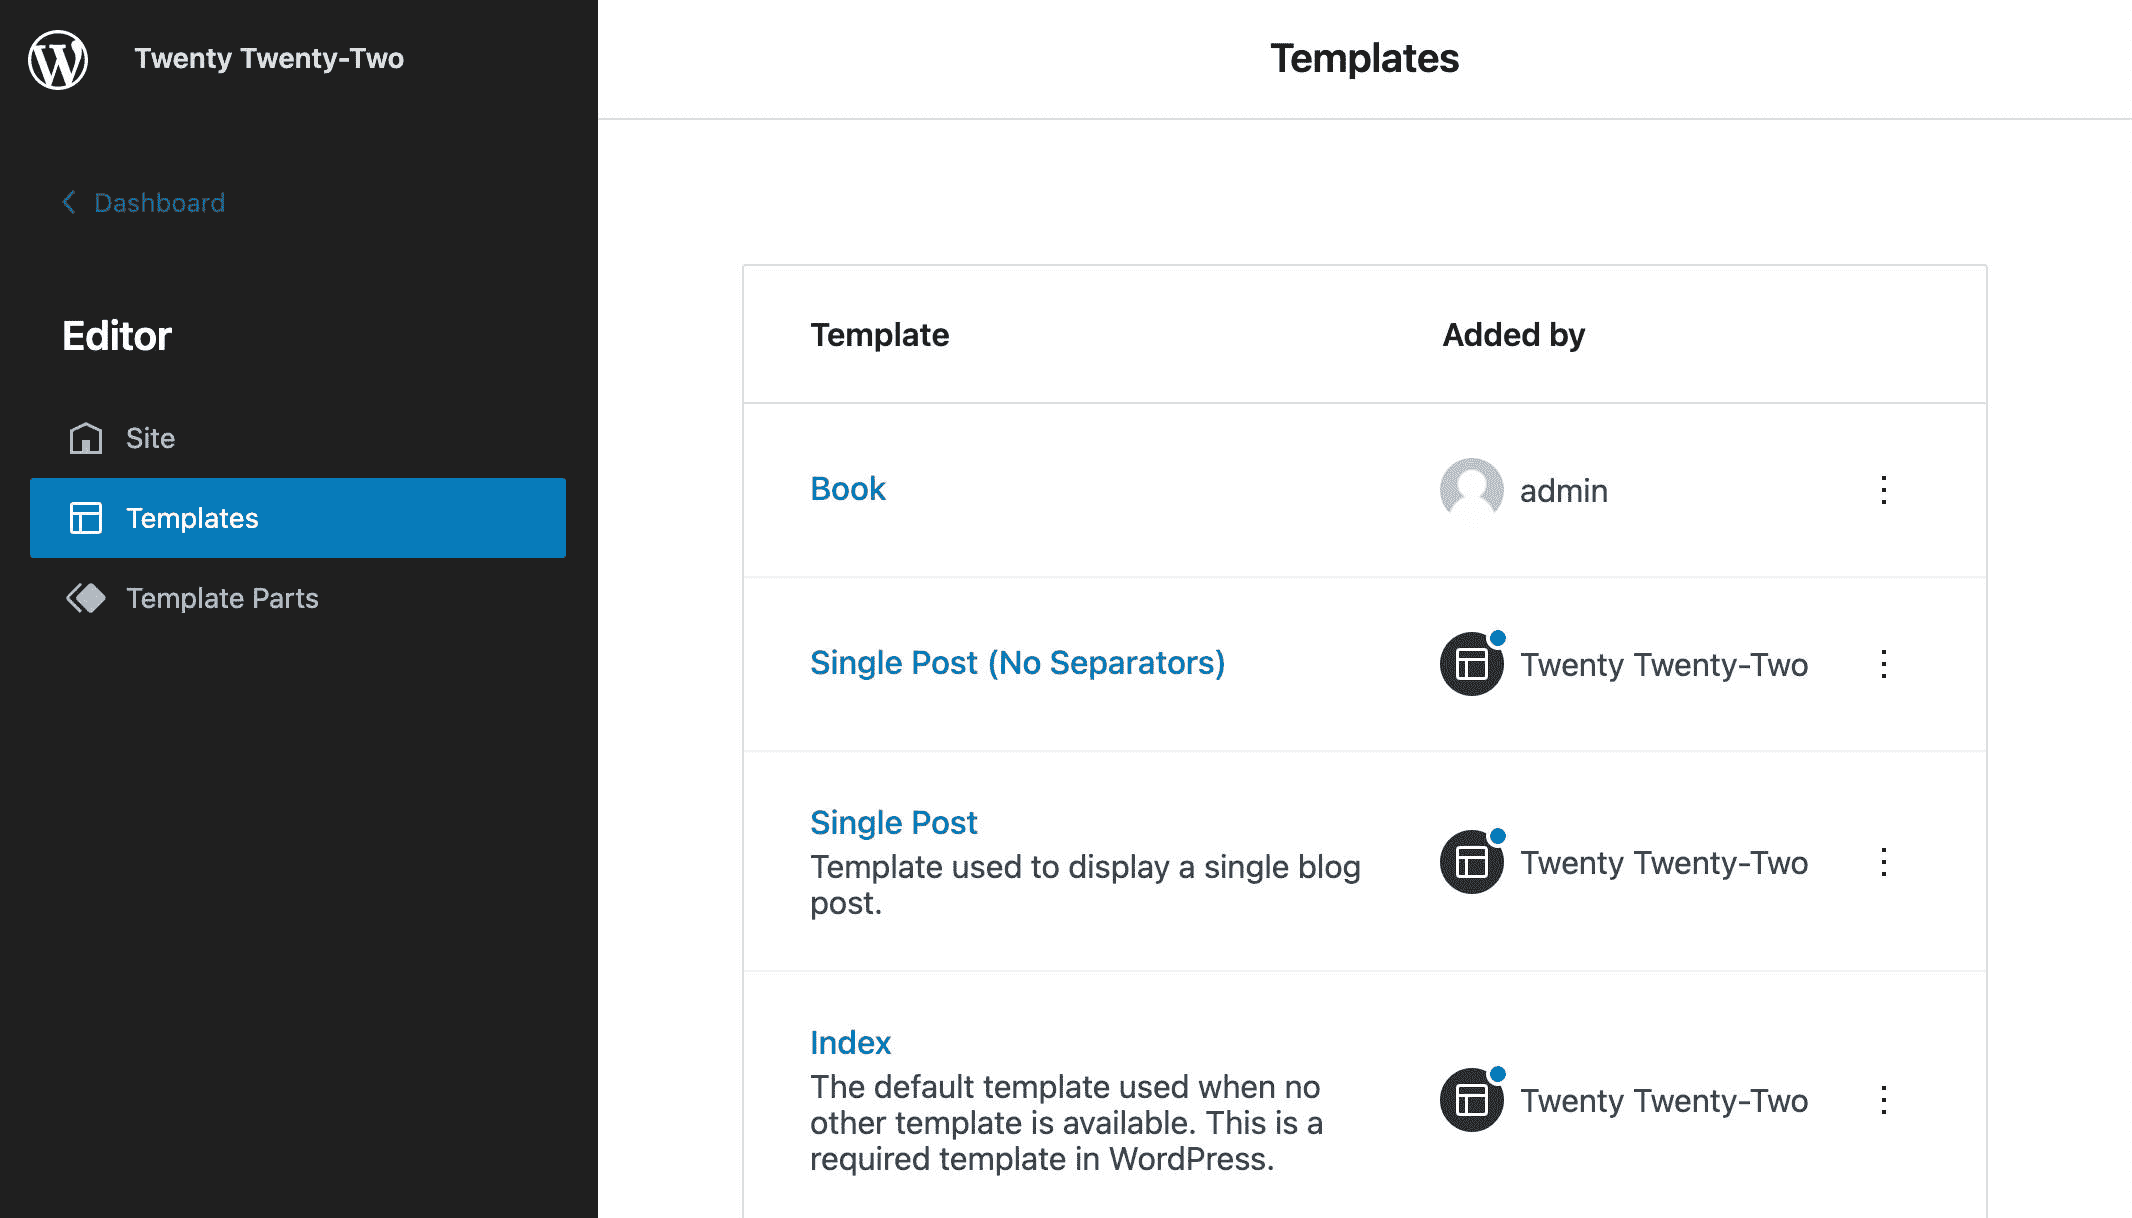 Twenty Twenty-Two
Templates
Dashboard
Editor
Site
Templates
Template Parts
Template
Added by
Book
admin
Single Post (No Separators)
Twenty Twenty-Two
Single Post
Template used to display a single blog
post.
Twenty Twenty-Two
Index
The default template used when no
other template is available. This is a
required template in WordPress.
Twenty Twenty-Two